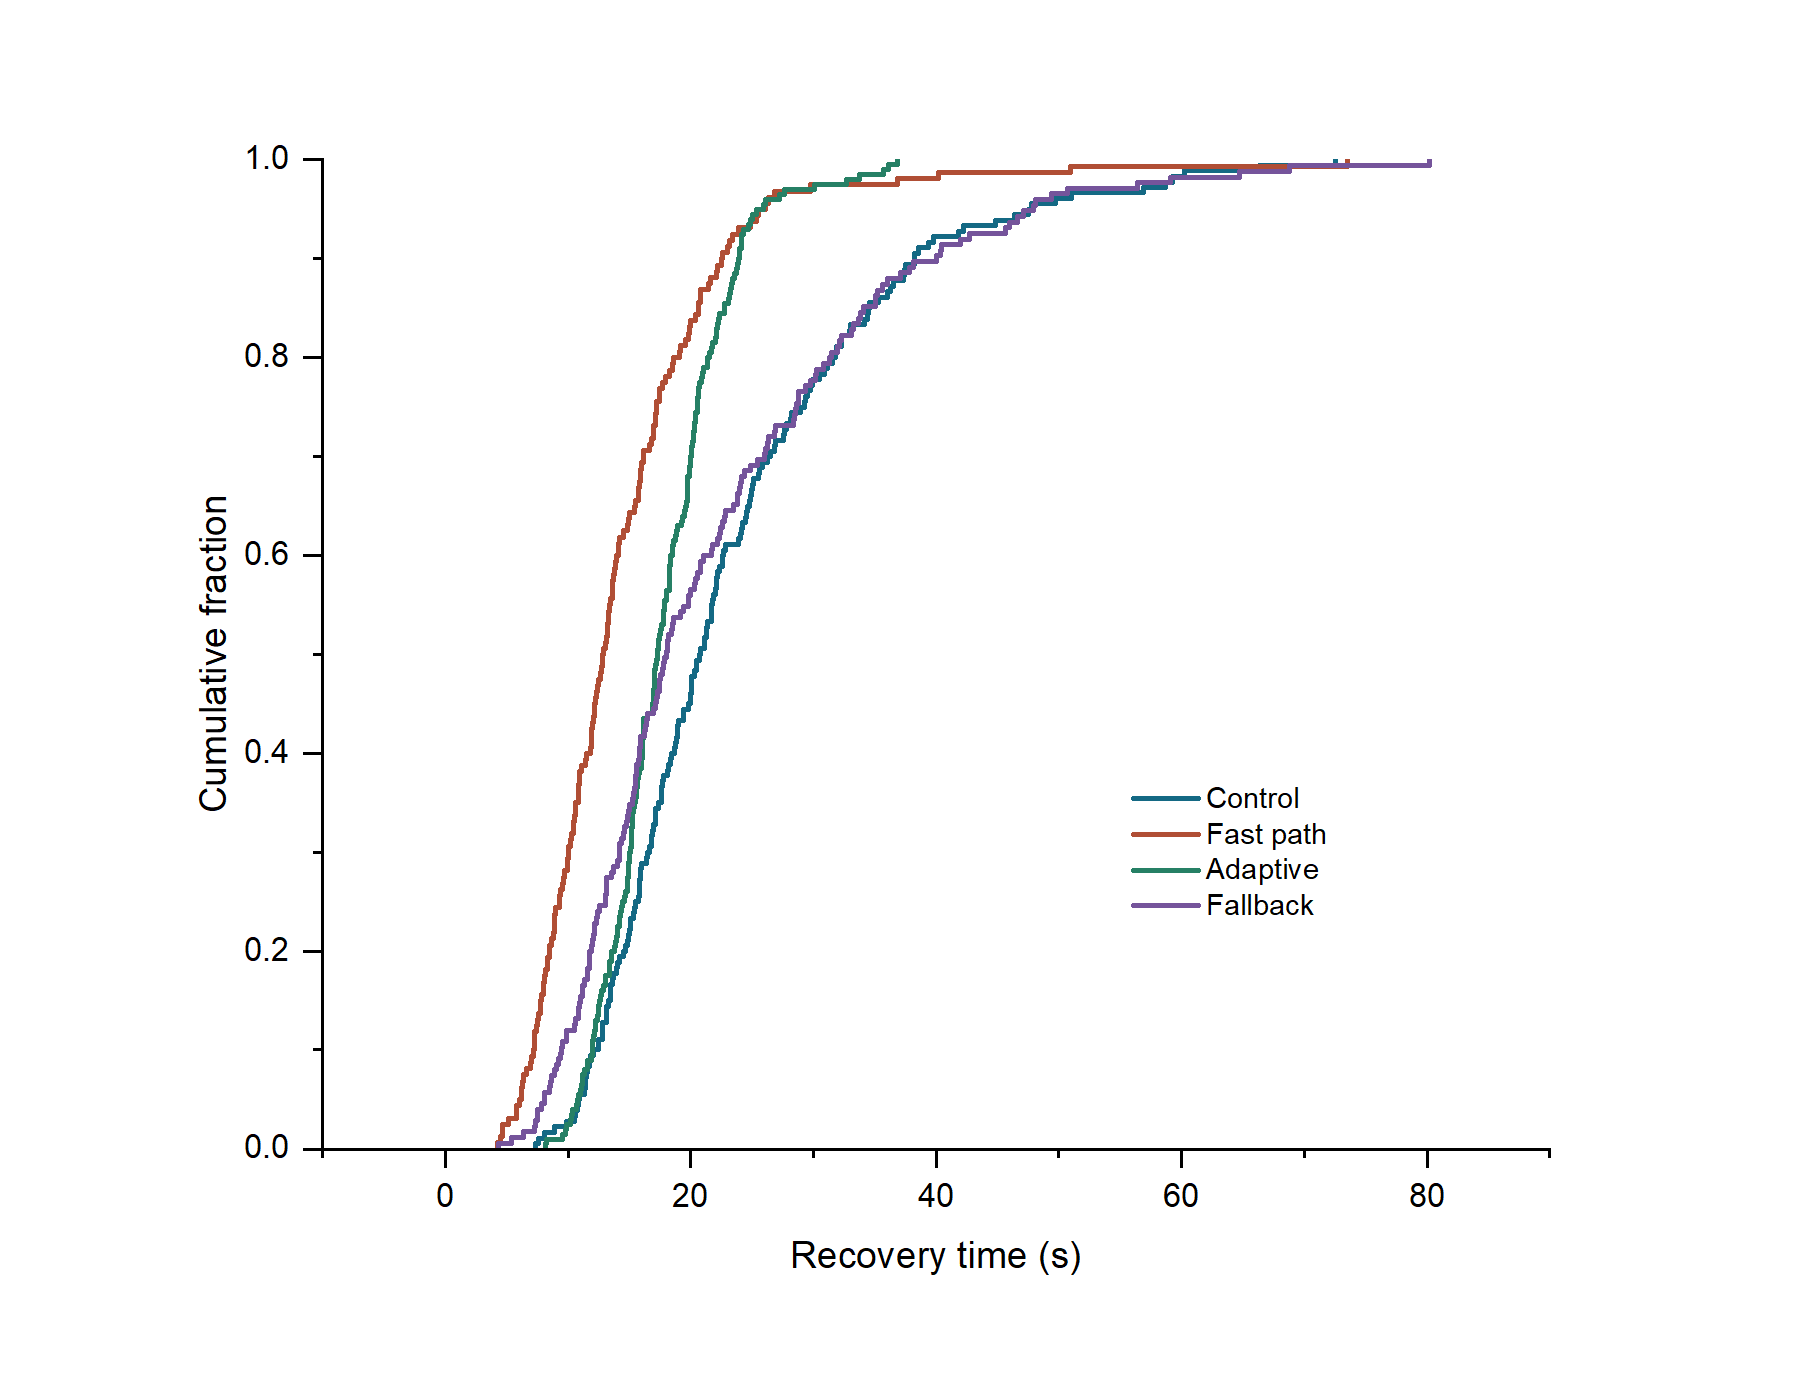 1.0
0.8
0.6
0.4
0.2
0.0
Cumulative fraction
0 20 40 60 80
Recovery time (s)
Control
Fast path
Adaptive
Fallback